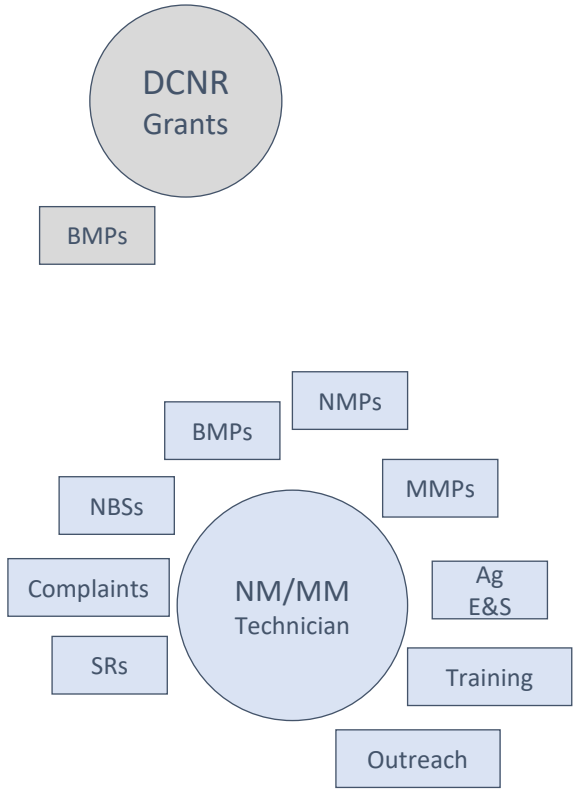 DCNR
Grants
BMPs
NMPs
BMPs
MMPs
NBSs
Ag
E&S
Complaints
NM/MM
Technician
SRs
Training
Outreach